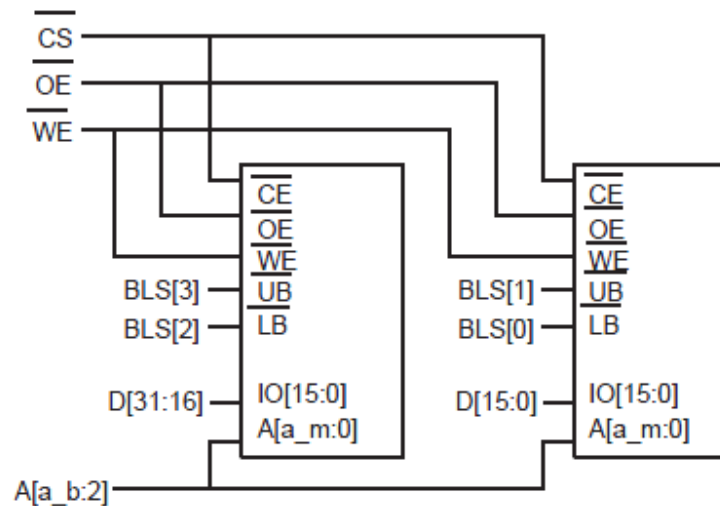 CS
OE
WE
CE
OE
WE
UB
LB
IO[15:0]
A[a_m:0]
BLS[3]
BLS[2]
D[31:16]
CE
OE
WE
UB
LB
IO[15:0]
A[a_m:0]
BLS[1]
BLS[0]
D[15:0]
A[a_b:2]